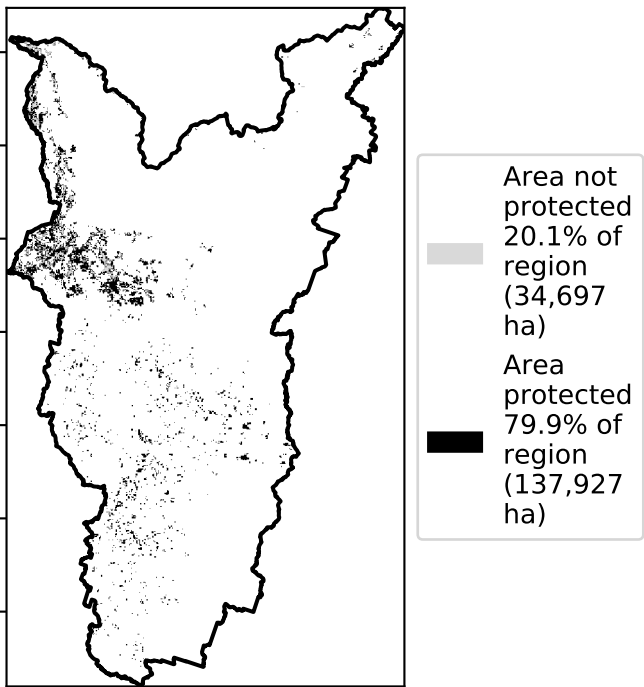 Area not
protected
20.1% of
region
(34,697
ha)
Area
protected
79.9% of
region
(137,927
ha)